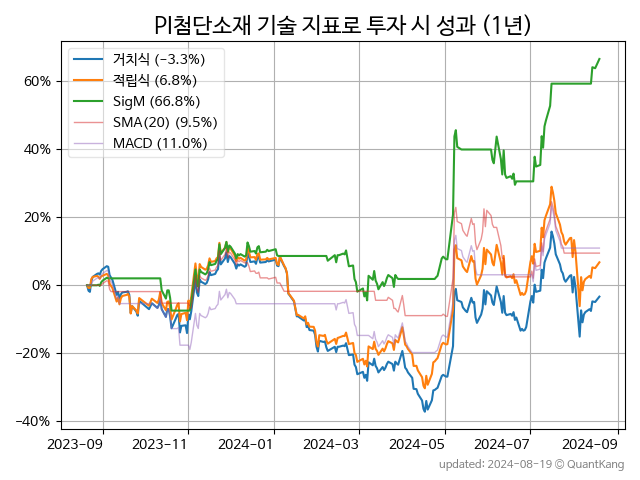 PI첨단소재 기술 지표로 투자 시 성과 (1년)
거치식 (−3.3%)
적립식 (6.8%)
SigM (66.8%)
SMA(20) (9.5%)
MACD (11.0%)
60%
40%
20%
0%
−20%
−40%
2023-09
2023-11
2024-01
2024-03
2024-05
2024-07
2024-09
updated: 2024-08-19 © QuantKang